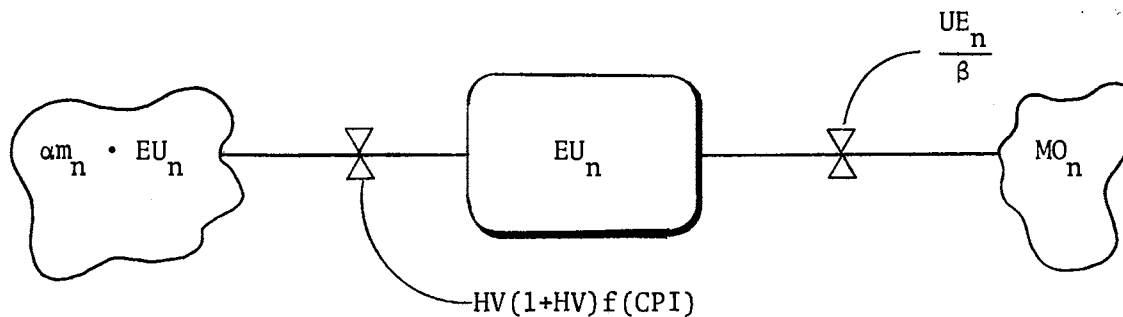 UE_n
β
αm_n · EU_n
EU_n
MO_n
HV(1+HV)f(CPI)